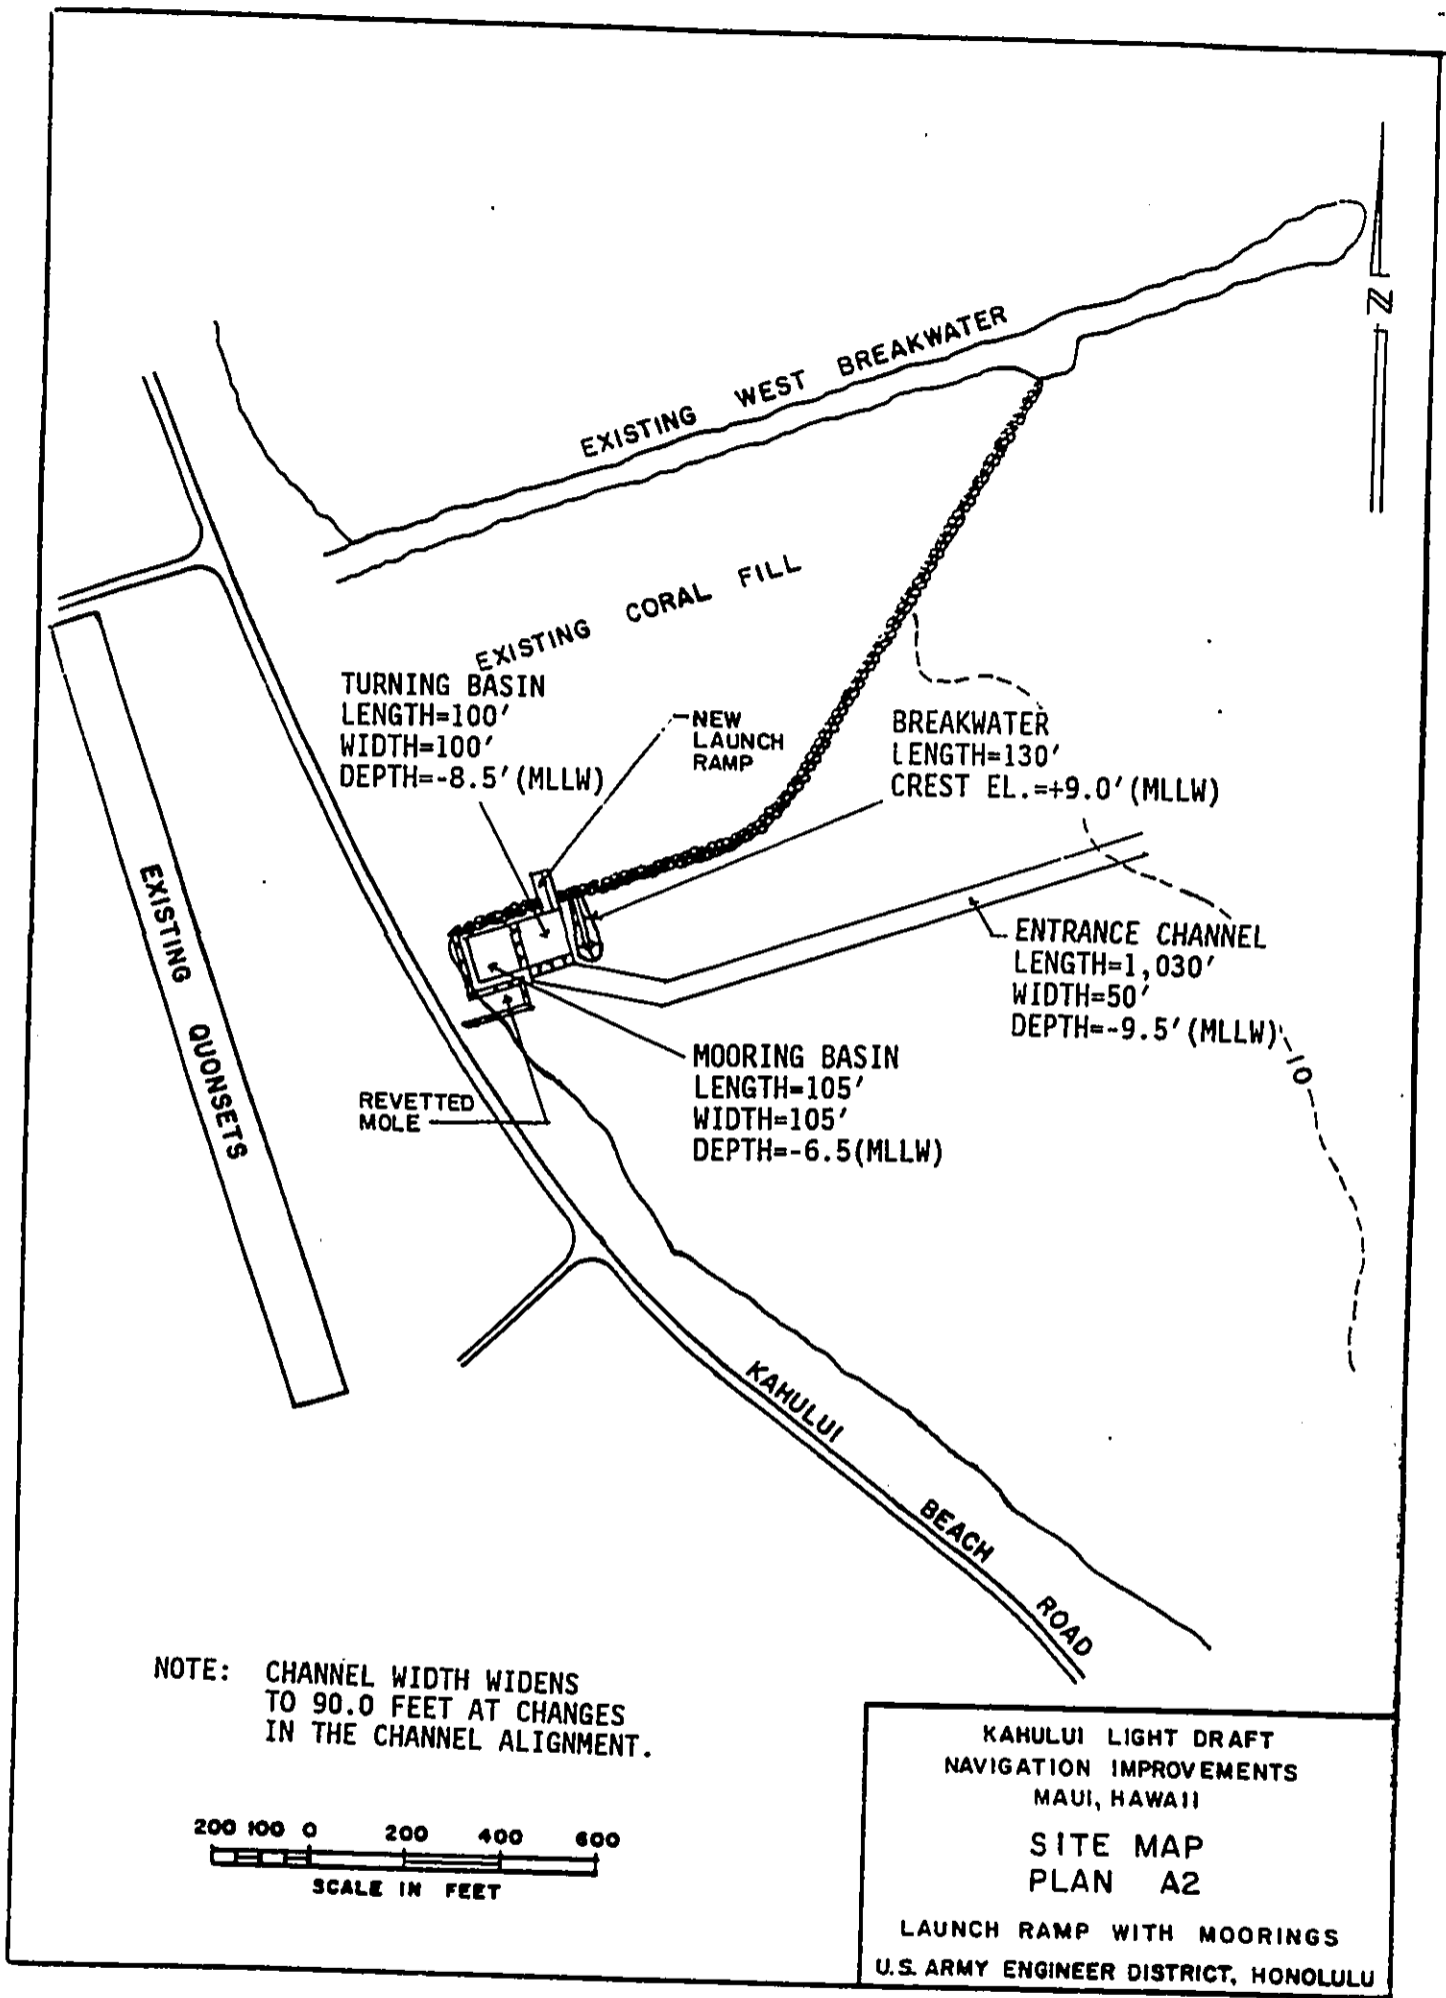 N
EXISTING WEST BREAKWATER
EXISTING CORAL FILL
TURNING BASIN
LENGTH=100'
WIDTH=100'
DEPTH=-8.5'(MLLW)
NEW
LAUNCH
RAMP
BREAKWATER
LENGTH=130'
CREST EL.=+9.0'(MLLW)
EXISTING QUONSETS
ENTRANCE CHANNEL
LENGTH=1,030'
WIDTH=50'
DEPTH=-9.5'(MLLW)
-10
MOORING BASIN
LENGTH=105'
WIDTH=105'
DEPTH=-6.5(MLLW)
REVETTED
MOLE
KAHULUI BEACH ROAD
NOTE: CHANNEL WIDTH WIDENS
TO 90.0 FEET AT CHANGES
IN THE CHANNEL ALIGNMENT.
200 100 0 200 400 600
SCALE IN FEET
KAHULUI LIGHT DRAFT
NAVIGATION IMPROVEMENTS
MAUI, HAWAII
SITE MAP
PLAN A2
LAUNCH RAMP WITH MOORINGS
U.S. ARMY ENGINEER DISTRICT, HONOLULU